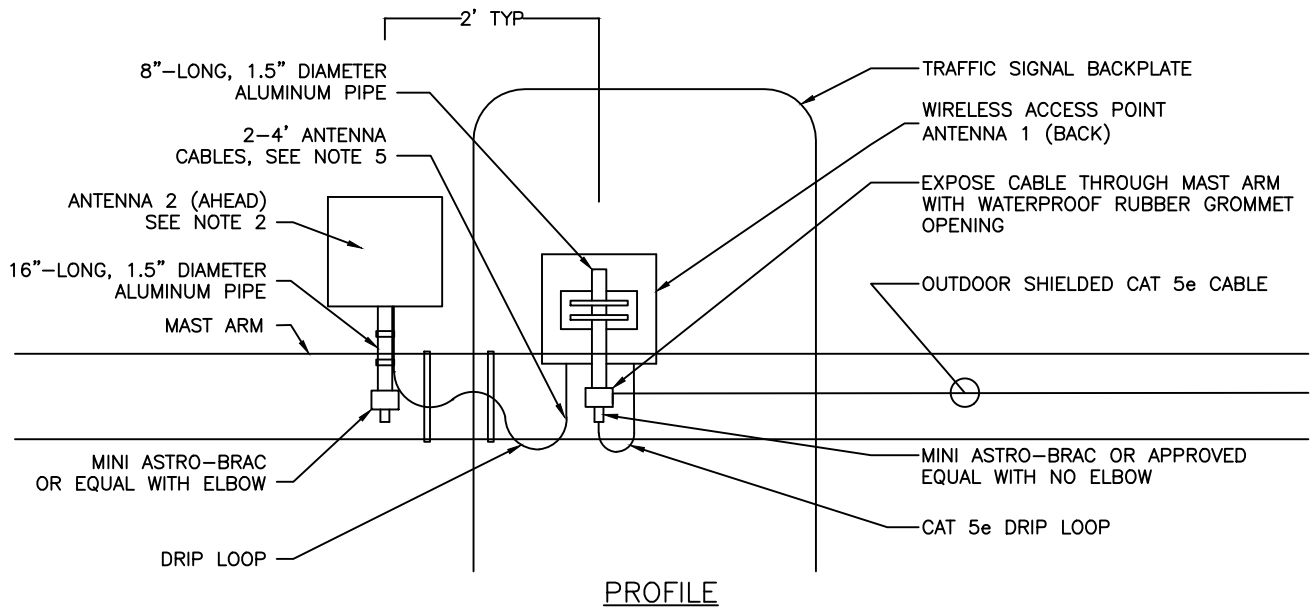 2' TYP
8"-LONG, 1.5" DIAMETER
ALUMINUM PIPE
2-4' ANTENNA
CABLES, SEE NOTE 5
ANTENNA 2 (AHEAD)
SEE NOTE 2
16"-LONG, 1.5" DIAMETER
ALUMINUM PIPE
MAST ARM
MINI ASTRO-BRAC
OR EQUAL WITH ELBOW
DRIP LOOP
TRAFFIC SIGNAL BACKPLATE
WIRELESS ACCESS POINT
ANTENNA 1 (BACK)
EXPOSE CABLE THROUGH MAST ARM
WITH WATERPROOF RUBBER GROMMET
OPENING
OUTDOOR SHIELDED CAT 5e CABLE
MINI ASTRO-BRAC OR APPROVED
EQUAL WITH NO ELBOW
CAT 5e DRIP LOOP
PROFILE